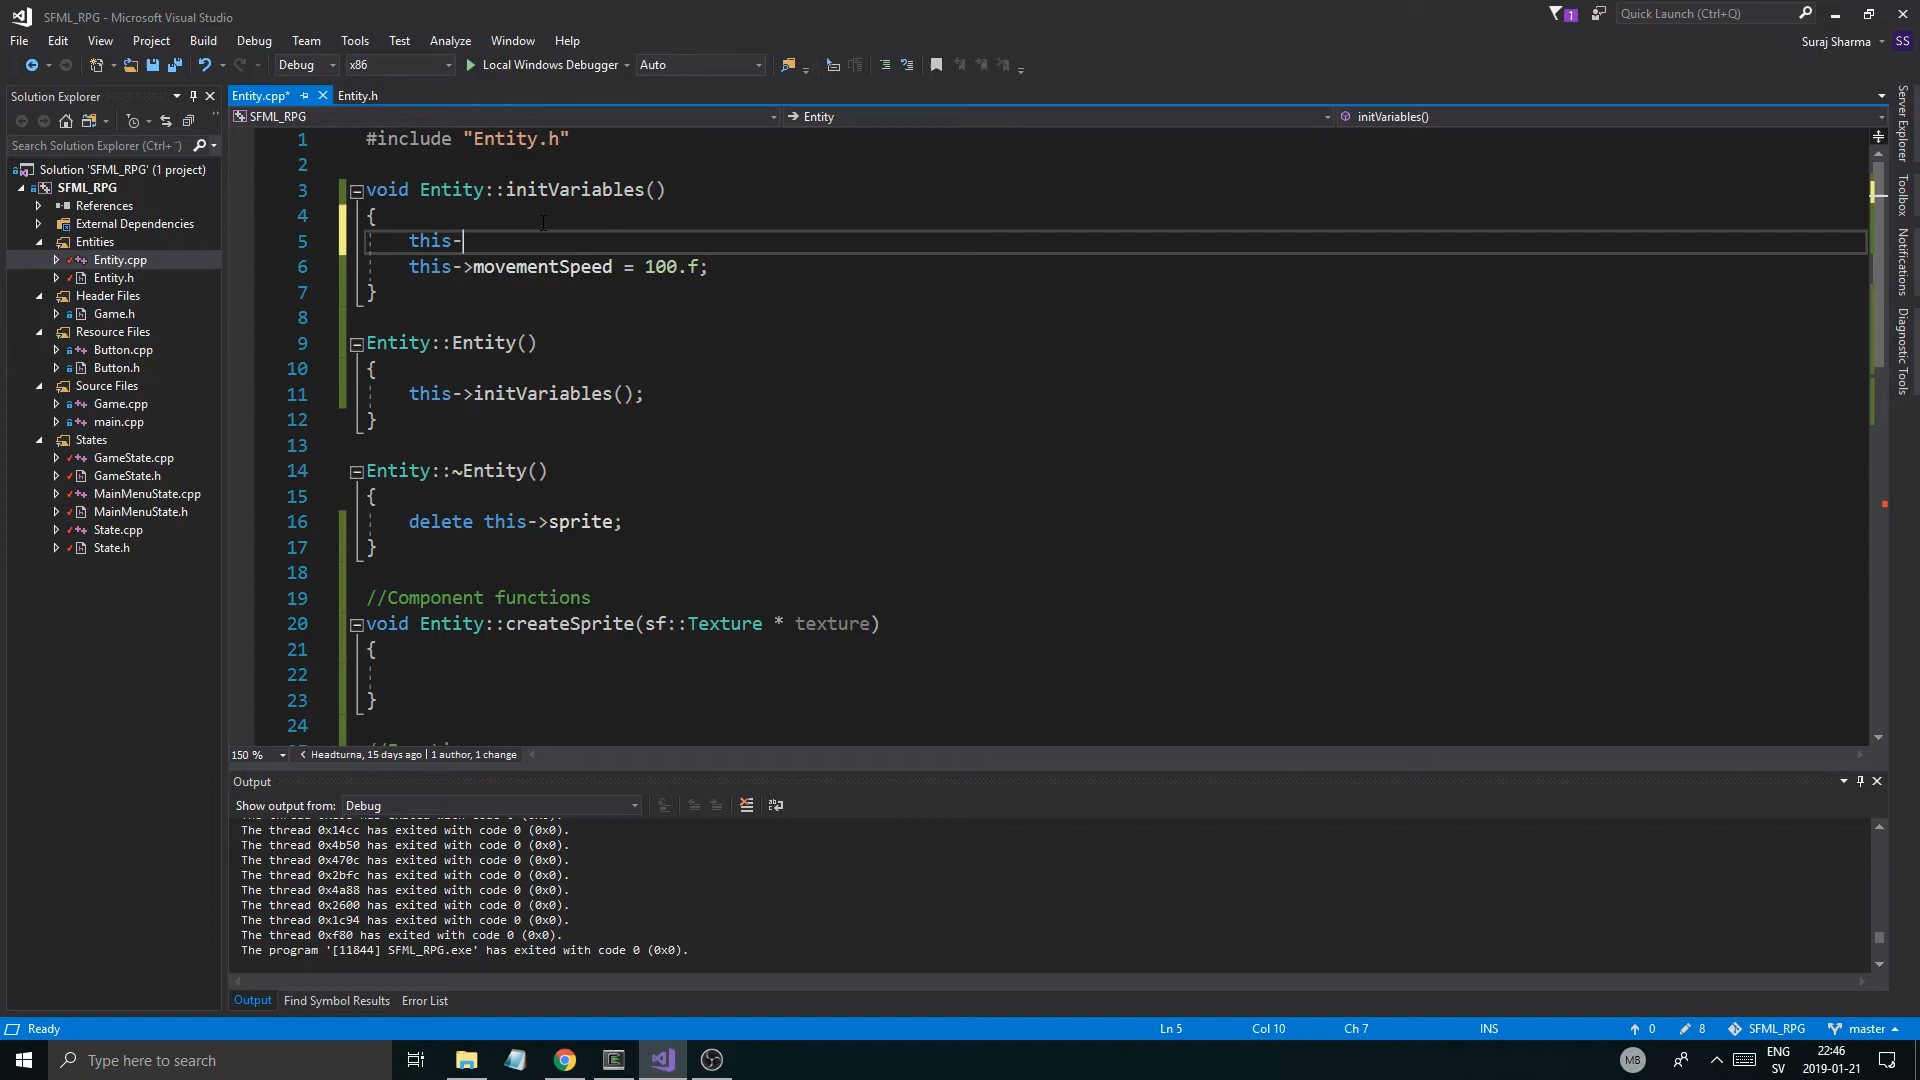 SFML_RPG - Microsoft Visual Studio
1
Quick Launch (Ctrl+Q)
File Edit View Project Build Debug Team Tools Test Analyze Window Help
Suraj Sharma SS
Debug x86 Local Windows Debugger Auto
Solution Explorer
Entity.cpp* Entity.h
SFML_RPG Entity initVariables()
Search Solution Explorer (Ctrl+¨)
Solution 'SFML_RPG' (1 project)
SFML_RPG
References
External Dependencies
Entities
Entity.cpp
Entity.h
Header Files
Game.h
Resource Files
Button.cpp
Button.h
Source Files
Game.cpp
main.cpp
States
GameState.cpp
GameState.h
MainMenuState.cpp
MainMenuState.h
State.cpp
State.h
1 #include "Entity.h"
2
3 void Entity::initVariables()
4 {
5 this-
6 this->movementSpeed = 100.f;
7 }
8
9 Entity::Entity()
10 {
11 this->initVariables();
12 }
13
14 Entity::~Entity()
15 {
16 delete this->sprite;
17 }
18
19 //Component functions
20 void Entity::createSprite(sf::Texture * texture)
21 {
22
23 }
24
150 % Headturna, 15 days ago | 1 author, 1 change
Server Explorer
Toolbox
Notifications
Diagnostic Tools
Output
Show output from: Debug
The thread 0x14cc has exited with code 0 (0x0).
The thread 0x4b50 has exited with code 0 (0x0).
The thread 0x470c has exited with code 0 (0x0).
The thread 0x2bfc has exited with code 0 (0x0).
The thread 0x4a88 has exited with code 0 (0x0).
The thread 0x2600 has exited with code 0 (0x0).
The thread 0x1c94 has exited with code 0 (0x0).
The thread 0xf80 has exited with code 0 (0x0).
The program '[11844] SFML_RPG.exe' has exited with code 0 (0x0).
Output Find Symbol Results Error List
Ready Ln 5 Col 10 Ch 7 INS 0 8 SFML_RPG master
Type here to search
MB
ENG
SV
22:46
2019-01-21